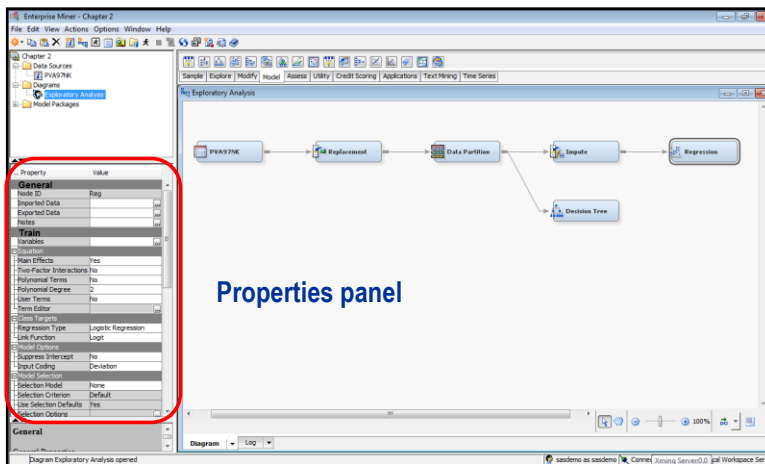 Enterprise Miner - Chapter 2
File Edit View Actions Options Window Help
Chapter 2
Data Sources
PVA97NK
Diagrams
Exploratory Analysis
Model Packages
Sample Explore Modify Model Assess Utility Credit Scoring Applications Text Mining Time Series
Exploratory Analysis
PVA97NK
Replacement
Data Partition
Impute
Regression
Decision Tree
Properties panel
.. Property Value
General
Node ID Reg
Imported Data ...
Exported Data ...
Notes ...
Train
Variables ...
Equation
Main Effects Yes
Two-Factor Interactions No
Polynomial Terms No
Polynomial Degree 2
User Terms No
Term Editor ...
Class Targets
Regression Type Logistic Regression
Link Function Logit
Model Options
Suppress Intercept No
Input Coding Deviation
Model Selection
Selection Model None
Selection Criterion Default
Use Selection Defaults Yes
Selection Options ...
General
General Properties
100%
Diagram Log
Diagram Exploratory Analysis opened
sasdemo as sasdemo Connec Xming Server:0.0 cal Workspace Ser